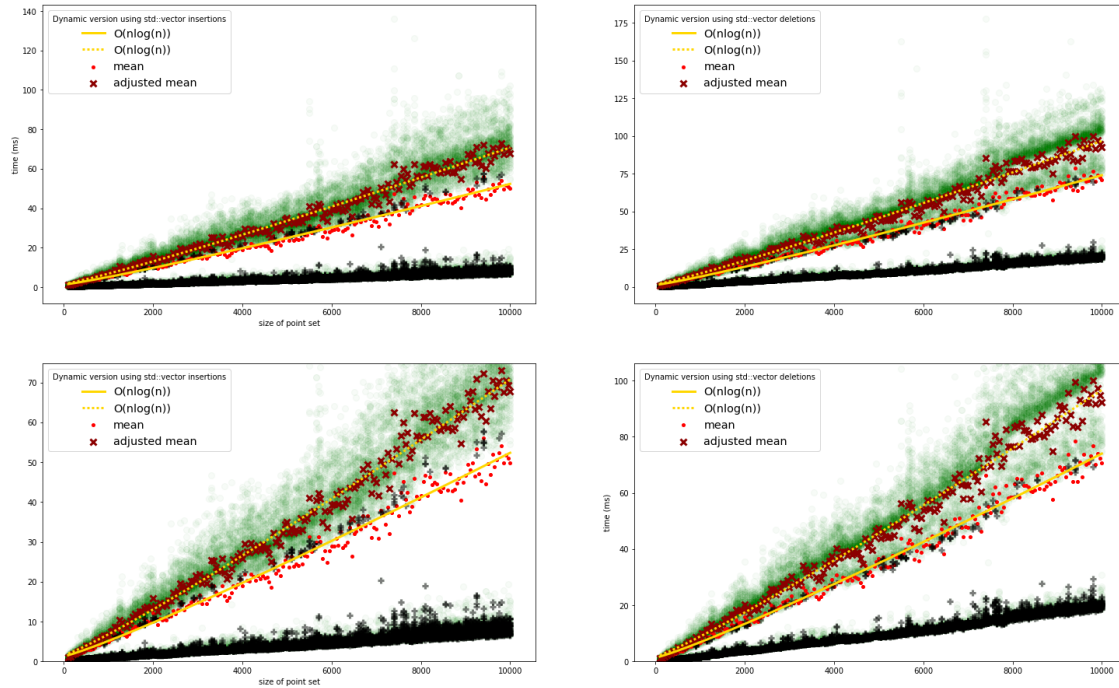 Dynamic version using std::vector insertions
O(nlog(n))
O(nlog(n))
mean
adjusted mean
140
120
100
80
60
40
20
0
time (ms)
0 2000 4000 6000 8000 10000
size of point set
Dynamic version using std::vector deletions
O(nlog(n))
O(nlog(n))
mean
adjusted mean
175
150
125
100
75
50
25
0
0 2000 4000 6000 8000 10000
Dynamic version using std::vector insertions
O(nlog(n))
O(nlog(n))
mean
adjusted mean
70
60
50
40
30
20
10
0
0 2000 4000 6000 8000 10000
size of point set
Dynamic version using std::vector deletions
O(nlog(n))
O(nlog(n))
mean
adjusted mean
100
80
60
40
20
0
time (ms)
0 2000 4000 6000 8000 10000